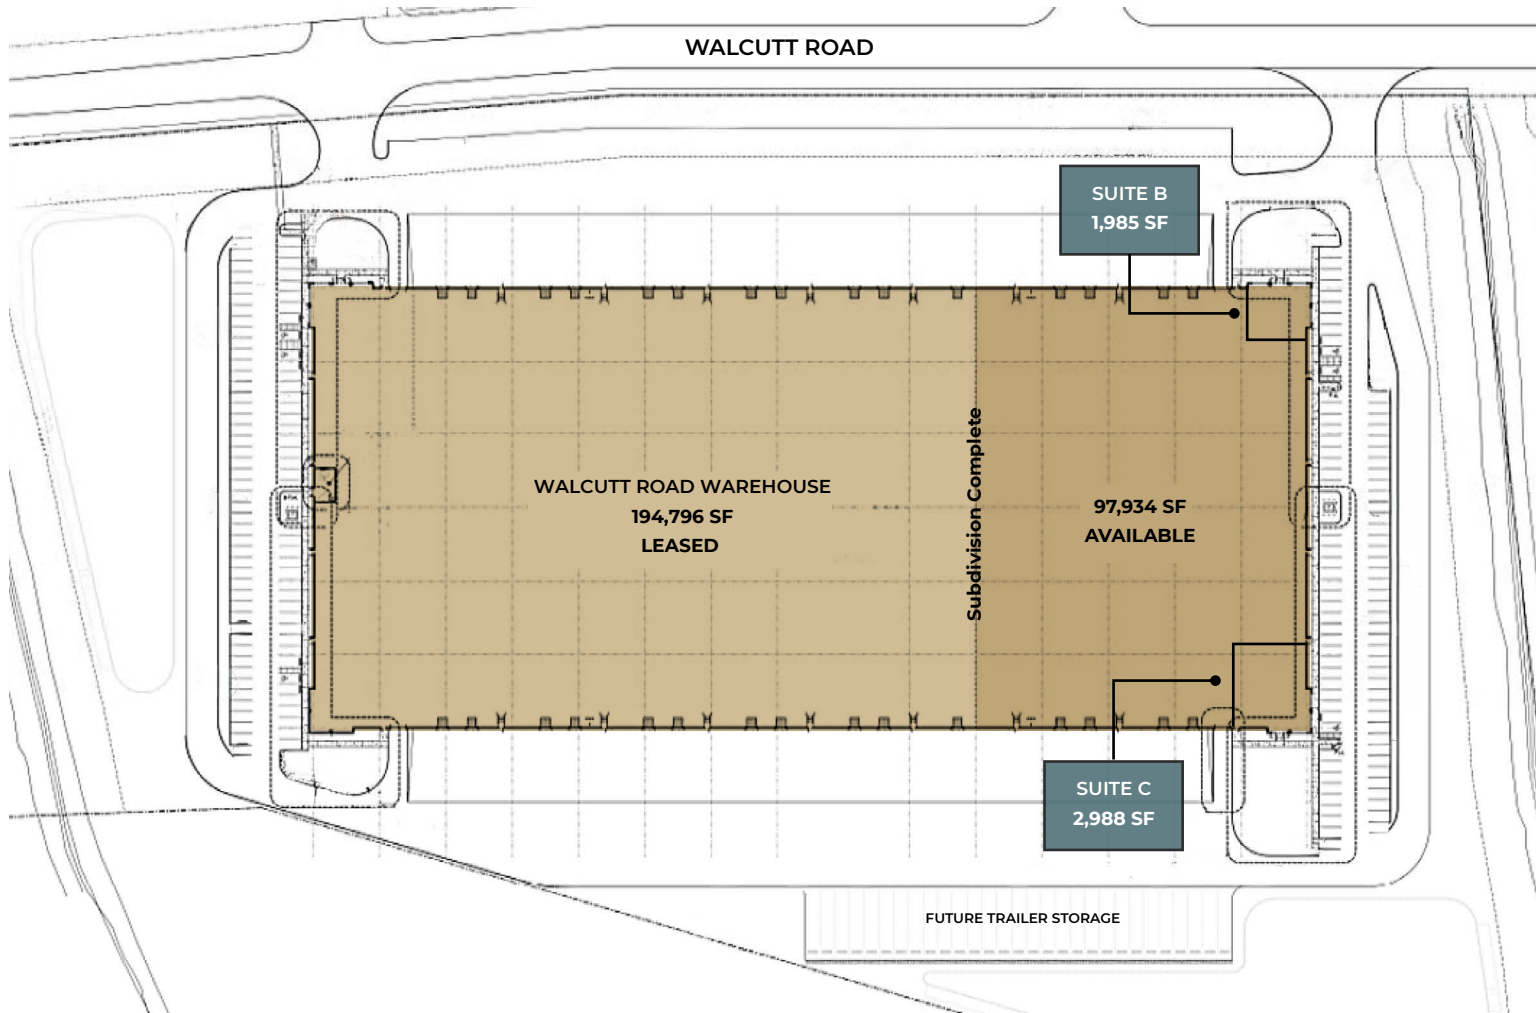 WALCUTT ROAD
SUITE B
1,985 SF
WALCUTT ROAD WAREHOUSE
194,796 SF
LEASED
Subdivision Complete
97,934 SF
AVAILABLE
SUITE C
2,988 SF
FUTURE TRAILER STORAGE